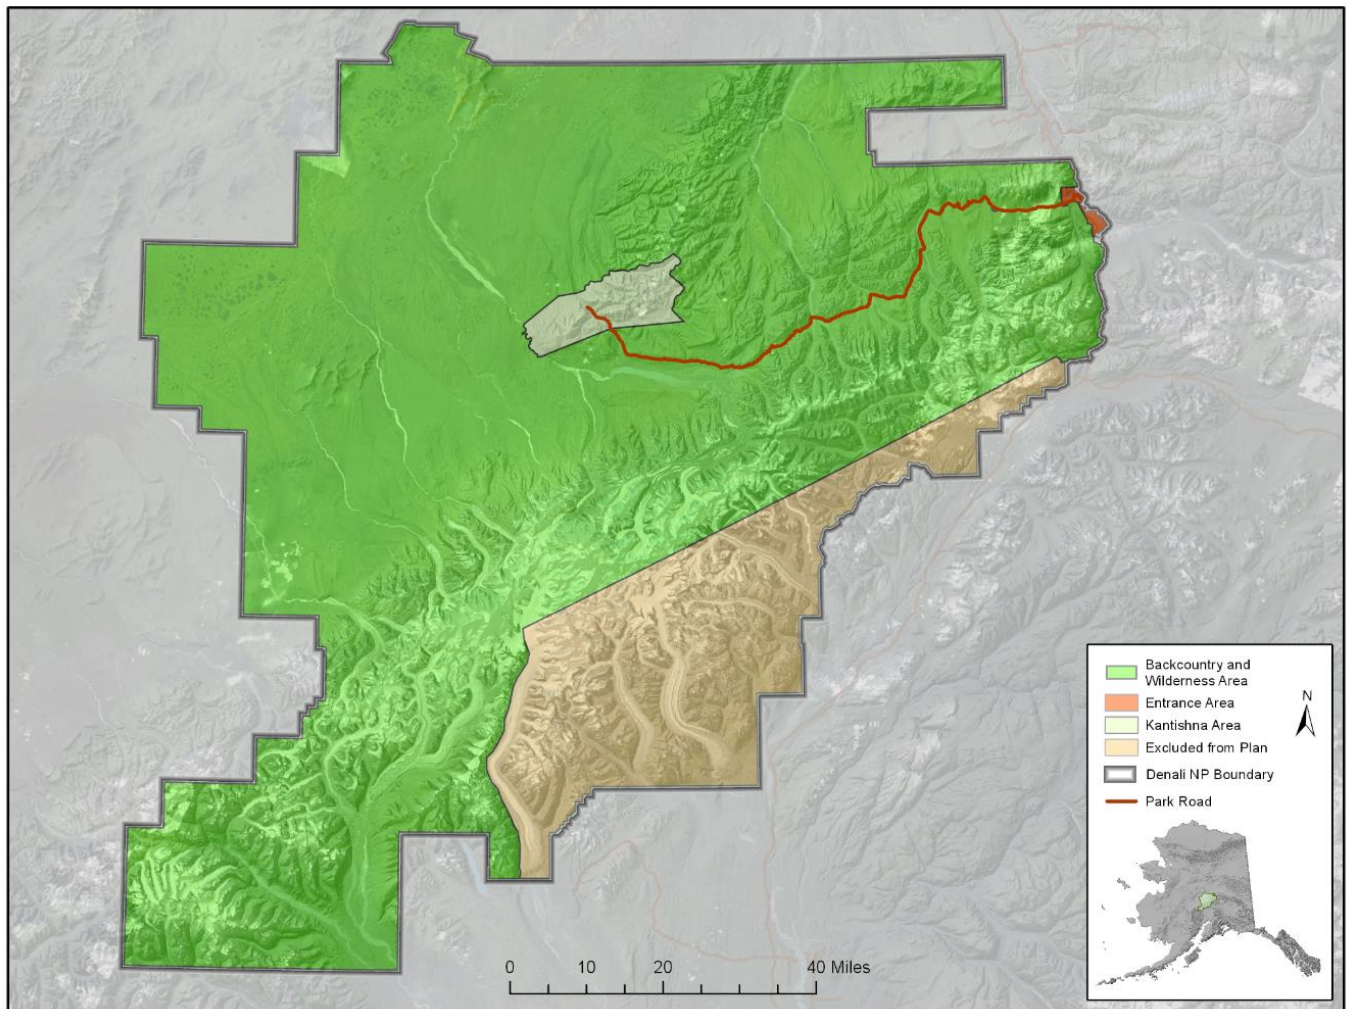 Backcountry and
Wilderness Area
Entrance Area
N
Kantishna Area
Excluded from Plan
Denali NP Boundary
Park Road
0 10 20 40 Miles